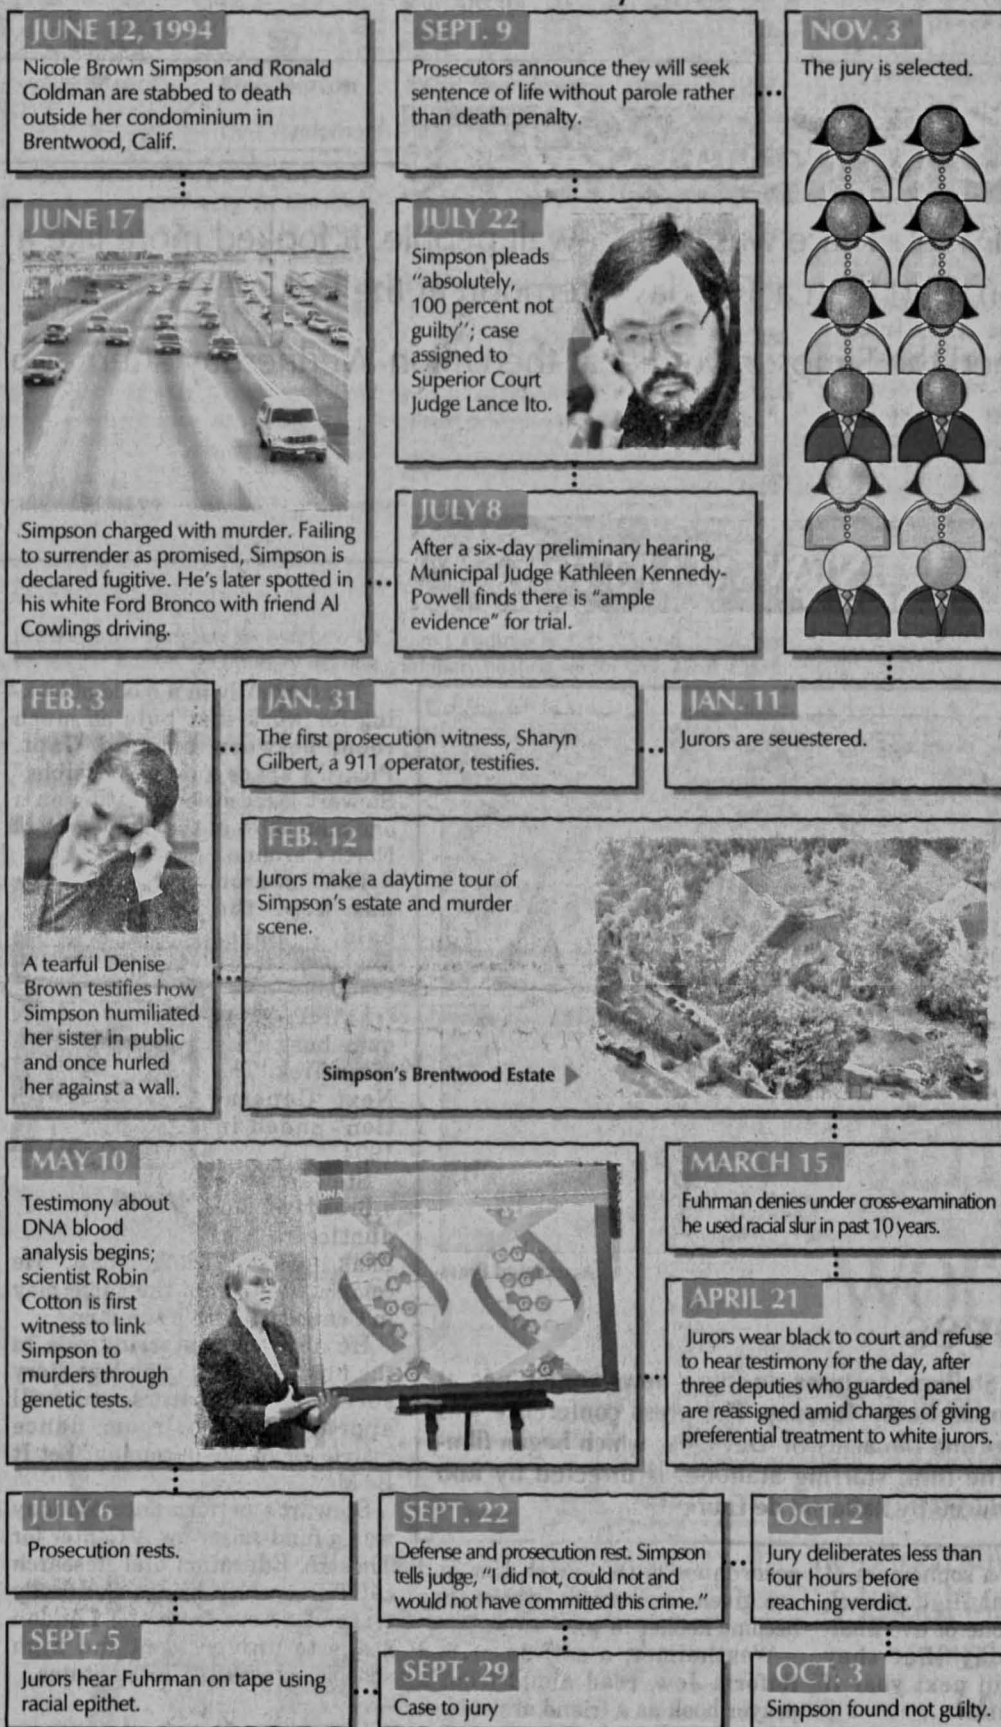 JUNE 12, 1994
Nicole Brown Simpson and Ronald
Goldman are stabbed to death
outside her condominium in
Brentwood, Calif.
JUNE 17
Simpson charged with murder. Failing
to surrender as promised, Simpson is
declared fugitive. He's later spotted in
his white Ford Bronco with friend Al
Cowlings driving.
JULY 8
After a six-day preliminary hearing,
Municipal Judge Kathleen Kennedy-
Powell finds there is "ample
evidence" for trial.
JULY 22
Simpson pleads
"absolutely,
100 percent not
guilty"; case
assigned to
Superior Court
Judge Lance Ito.
SEPT. 9
Prosecutors announce they will seek
sentence of life without parole rather
than death penalty.
NOV. 3
The jury is selected.
JAN. 11
Jurors are seuestered.
JAN. 31
The first prosecution witness, Sharyn
Gilbert, a 911 operator, testifies.
FEB. 3
A tearful Denise
Brown testifies how
Simpson humiliated
her sister in public
and once hurled
her against a wall.
FEB. 12
Jurors make a daytime tour of
Simpson's estate and murder
scene.
Simpson's Brentwood Estate
MARCH 15
Fuhrman denies under cross-examination
he used racial slur in past 10 years.
APRIL 21
Jurors wear black to court and refuse
to hear testimony for the day, after
three deputies who guarded panel
are reassigned amid charges of giving
preferential treatment to white jurors.
MAY 10
Testimony about
DNA blood
analysis begins;
scientist Robin
Cotton is first
witness to link
Simpson to
murders through
genetic tests.
DNA
JULY 6
Prosecution rests.
SEPT. 5
Jurors hear Fuhrman on tape using
racial epithet.
SEPT. 29
Case to jury
SEPT. 22
Defense and prosecution rest. Simpson
tells judge, "I did not, could not and
would not have committed this crime."
OCT. 2
Jury deliberates less than
four hours before
reaching verdict.
OCT. 3
Simpson found not guilty.